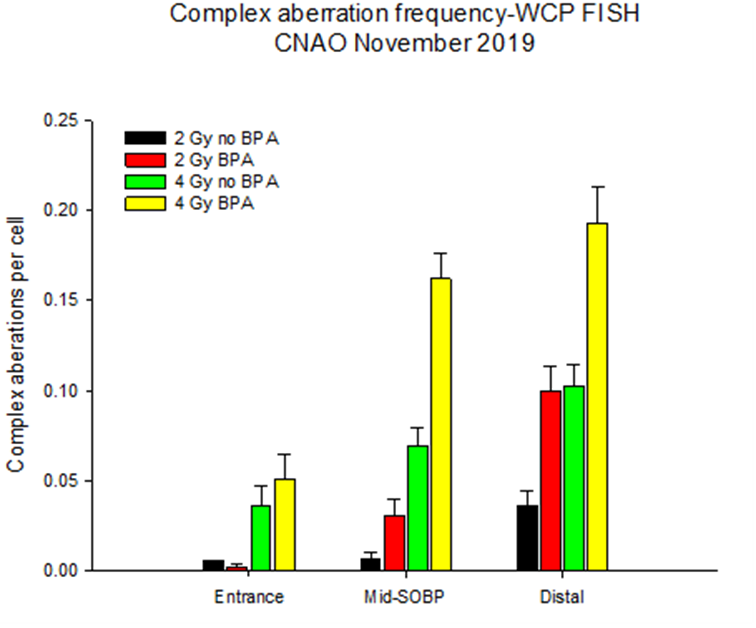 Complex aberration frequency-WCP FISH
CNAO November 2019
0.25
0.20
0.15
0.10
0.05
0.00
Complex aberations per cell
2 Gy no BPA
2 Gy BPA
4 Gy no BPA
4 Gy BPA
Entrance
Mid-SOBP
Distal